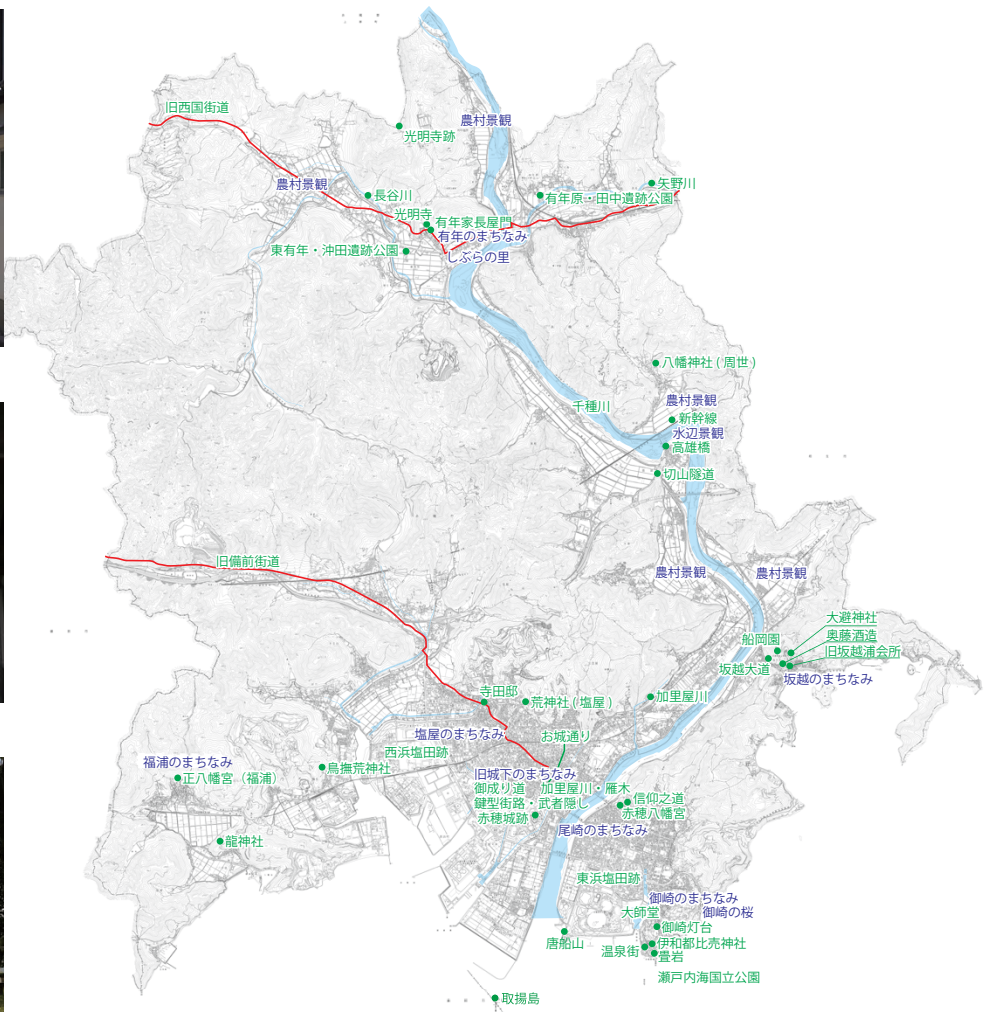 旧西国街道
農村景観
光明寺跡
農村景観
長谷川
矢野川
有年原・田中遺跡公園
光明寺
有年家長屋門
有年のまちなみ
東有年・沖田遺跡公園
しぶらの里
八幡神社 ( 周世 )
農村景観
千種川
新幹線
水辺景観
高雄橋
切山隧道
旧備前街道
農村景観
農村景観
大避神社
奥藤酒造
旧坂越浦会所
船岡園
坂越大道
坂越のまちなみ
寺田邸
荒神社 ( 塩屋 )
加里屋川
塩屋のまちなみ
お城通り
西浜塩田跡
福浦のまちなみ
正八幡宮（福浦）
鳥撫荒神社
旧城下のまちなみ
御成り道　加里屋川・雁木
鍵型街路・武者隠し
赤穂城跡
信仰之道
赤穂八幡宮
尾崎のまちなみ
龍神社
東浜塩田跡
御崎のまちなみ
大師堂
御崎の桜
御崎灯台
唐船山
温泉街
伊和都比売神社
畳岩
瀬戸内海国立公園
取揚島